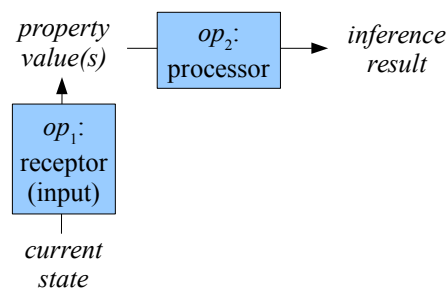 property
value(s)
op₂:
processor
inference
result
op₁:
receptor
(input)
current
state